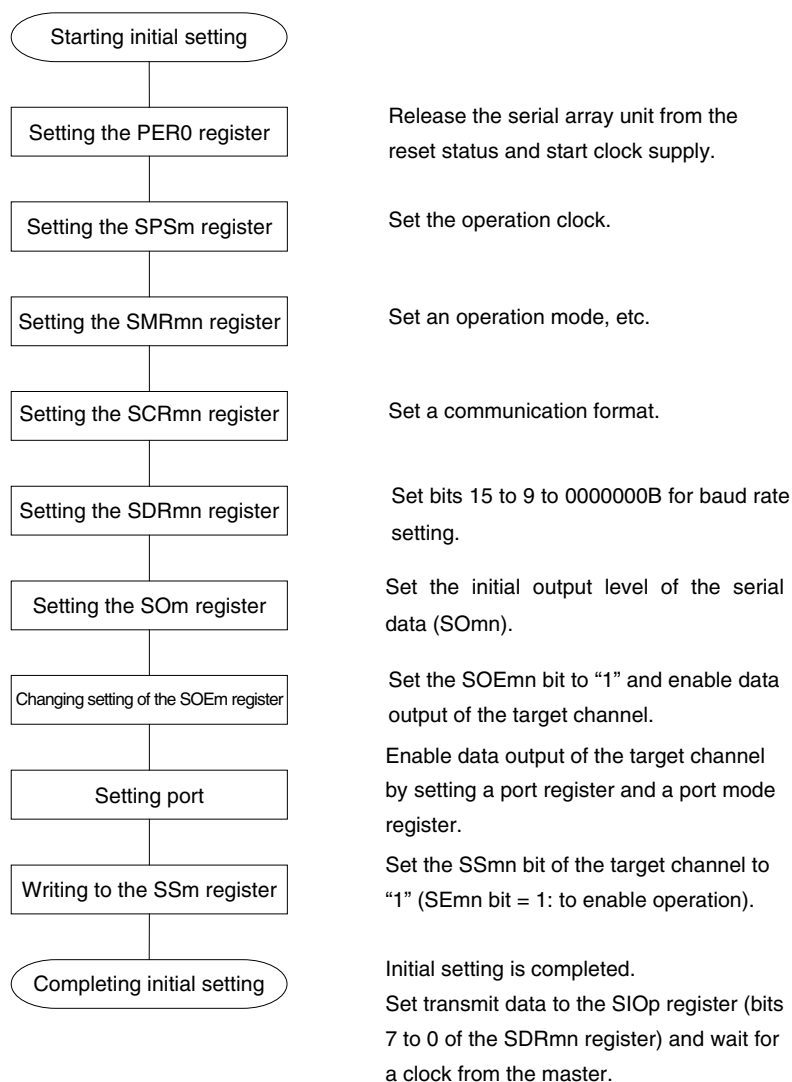 Starting initial setting
Setting the PER0 register
Release the serial array unit from the
reset status and start clock supply.
Setting the SPSm register
Set the operation clock.
Setting the SMRmn register
Set an operation mode, etc.
Setting the SCRmn register
Set a communication format.
Setting the SDRmn register
Set bits 15 to 9 to 0000000B for baud rate
setting.
Setting the SOm register
Set the initial output level of the serial
data (SOmn).
Changing setting of the SOEm register
Set the SOEmn bit to “1” and enable data
output of the target channel.
Setting port
Enable data output of the target channel
by setting a port register and a port mode
register.
Writing to the SSm register
Set the SSmn bit of the target channel to
“1” (SEmn bit = 1: to enable operation).
Completing initial setting
Initial setting is completed.
Set transmit data to the SIOp register (bits
7 to 0 of the SDRmn register) and wait for
a clock from the master.